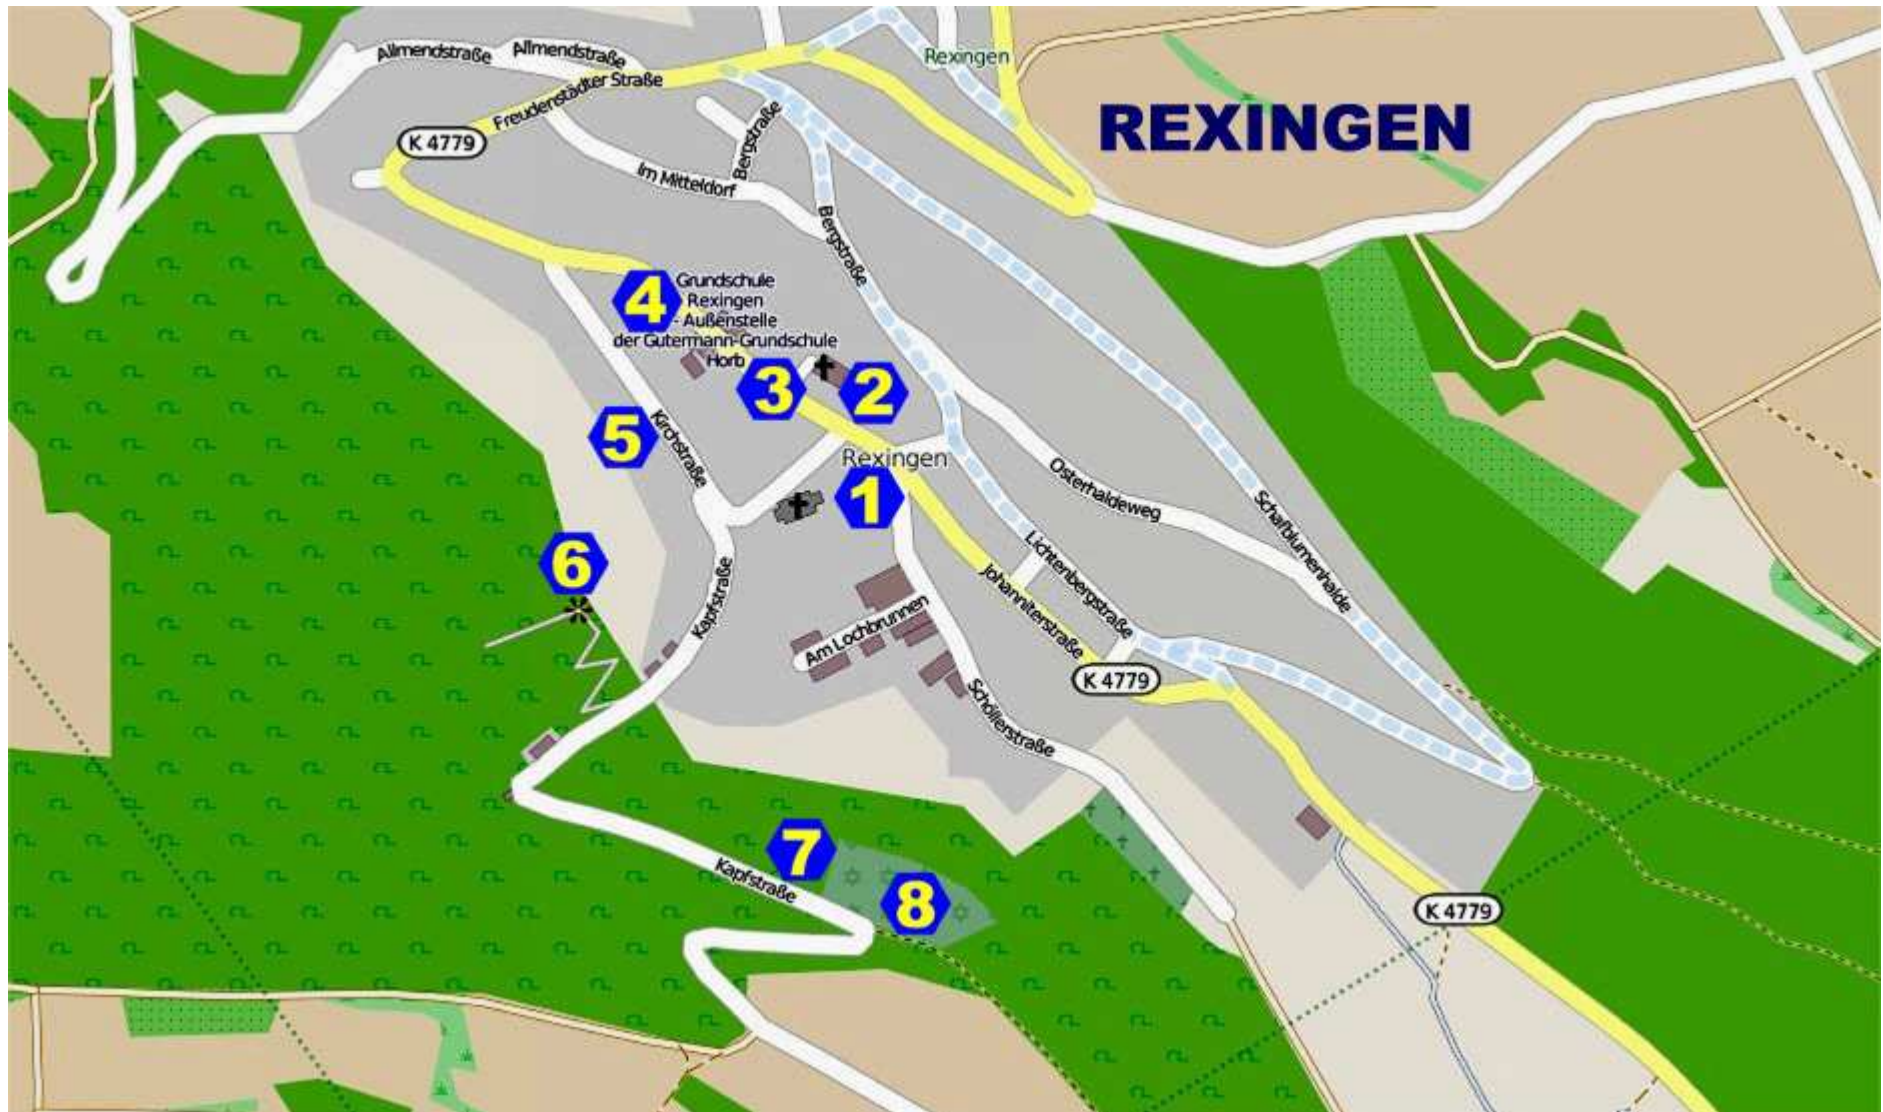 Allmendstraße
Allmendstraße
Rexingen
Freudenstädter Straße
REXINGEN
K 4779
Bergstraße
Im Mitteldorf
Bergstraße
4
Grundschule
Rexingen
- Außenstelle
der Gutermann-Grundschule
Horb
3
2
5
Kirchstraße
Rexingen
1
Osterhaldeweg
Schafblumenhalde
6
Lichtenbergstraße
Kapfstraße
Johanniterstraße
Am Lochbrunnen
K 4779
Schöllerstraße
7
Kapfstraße
8
K 4779